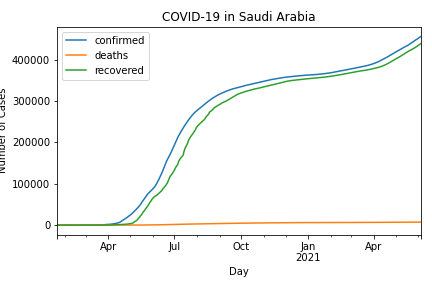 COVID-19 in Saudi Arabia
confirmed
deaths
recovered
400000
300000
200000
100000
0
Number of Cases
Apr
Jul
Oct
Jan
2021
Apr
Day